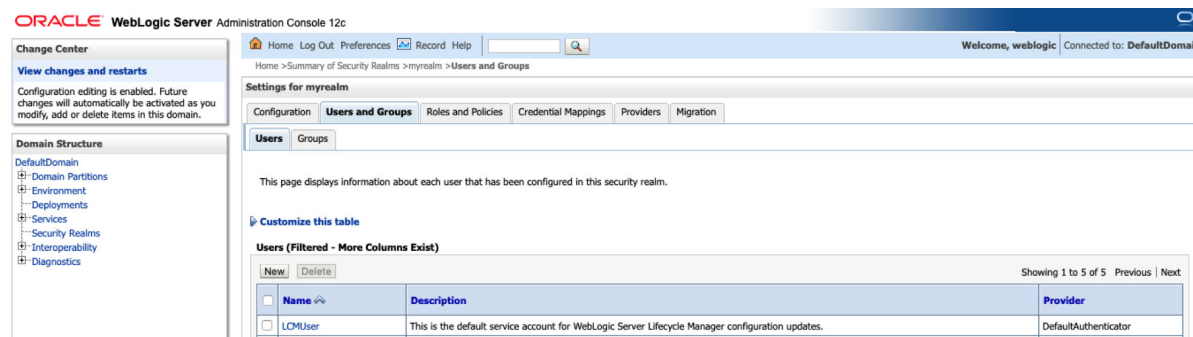 ORACLE WebLogic Server Administration Console 12c
Change Center
View changes and restarts
Configuration editing is enabled. Future
changes will automatically be activated as you
modify, add or delete items in this domain.
Domain Structure
DefaultDomain
Domain Partitions
Environment
Deployments
Services
Security Realms
Interoperability
Diagnostics
Home Log Out Preferences Record Help
Welcome, weblogic Connected to: DefaultDomai
Home >Summary of Security Realms >myrealm >Users and Groups
Settings for myrealm
Configuration Users and Groups Roles and Policies Credential Mappings Providers Migration
Users Groups
This page displays information about each user that has been configured in this security realm.
Customize this table
Users (Filtered - More Columns Exist)
New Delete Showing 1 to 5 of 5 Previous | Next
Name Description Provider
LCMUser This is the default service account for WebLogic Server Lifecycle Manager configuration updates. DefaultAuthenticator